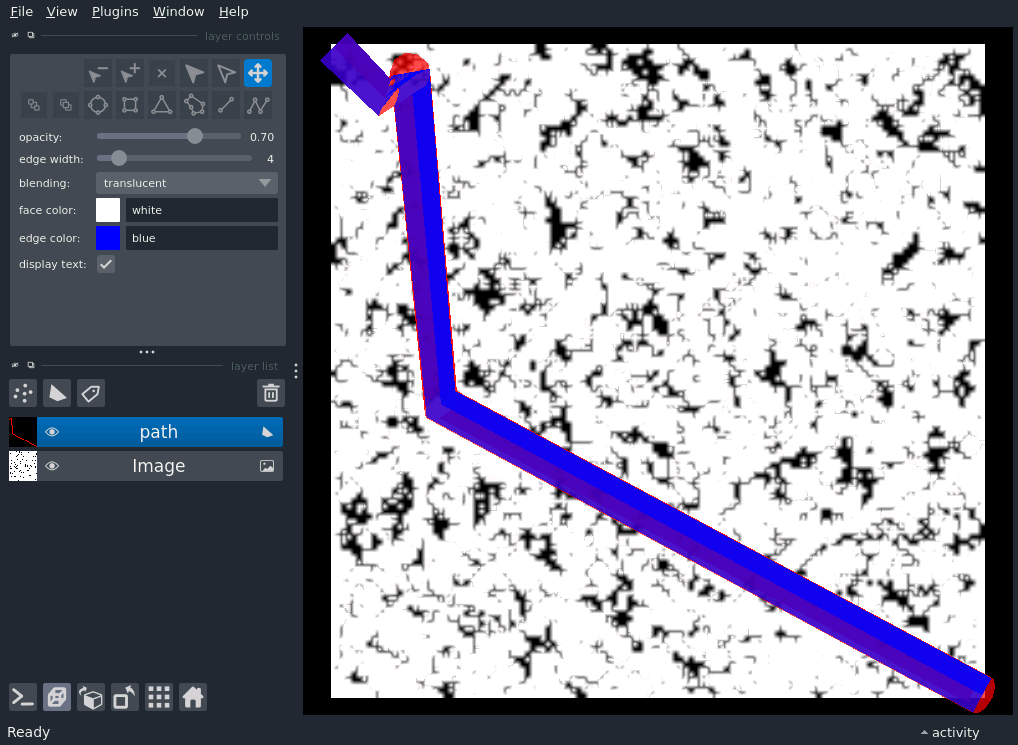 File View Plugins Window Help
layer controls
opacity: 0.70
edge width: 4
blending: translucent
face color: white
edge color: blue
display text:
layer list
path
Image
Ready
activity